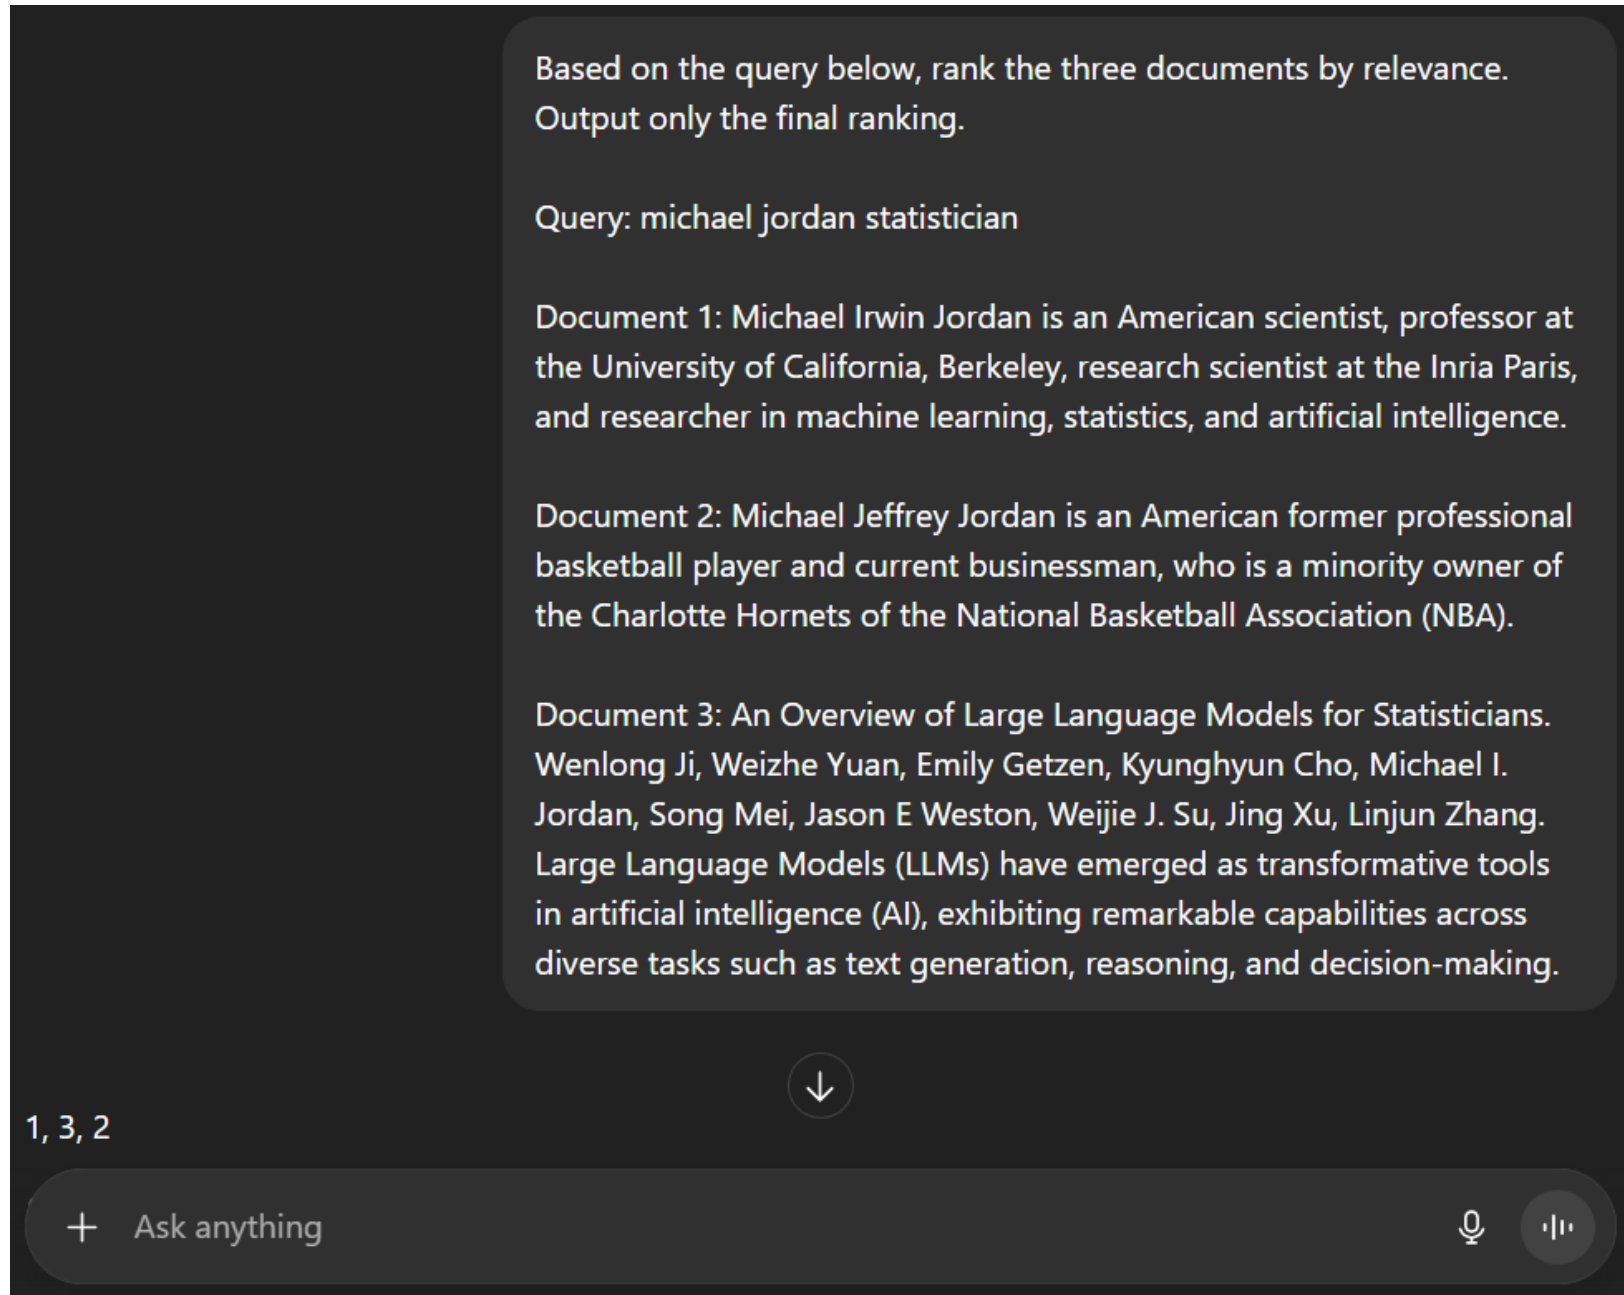 Based on the query below, rank the three documents by relevance.
Output only the final ranking.
Query: michael jordan statistician
Document 1: Michael Irwin Jordan is an American scientist, professor at
the University of California, Berkeley, research scientist at the Inria Paris,
and researcher in machine learning, statistics, and artificial intelligence.
Document 2: Michael Jeffrey Jordan is an American former professional
basketball player and current businessman, who is a minority owner of
the Charlotte Hornets of the National Basketball Association (NBA).
Document 3: An Overview of Large Language Models for Statisticians.
Wenlong Ji, Weizhe Yuan, Emily Getzen, Kyunghyun Cho, Michael I.
Jordan, Song Mei, Jason E Weston, Weijie J. Su, Jing Xu, Linjun Zhang.
Large Language Models (LLMs) have emerged as transformative tools
in artificial intelligence (AI), exhibiting remarkable capabilities across
diverse tasks such as text generation, reasoning, and decision-making.
1, 3, 2
Ask anything